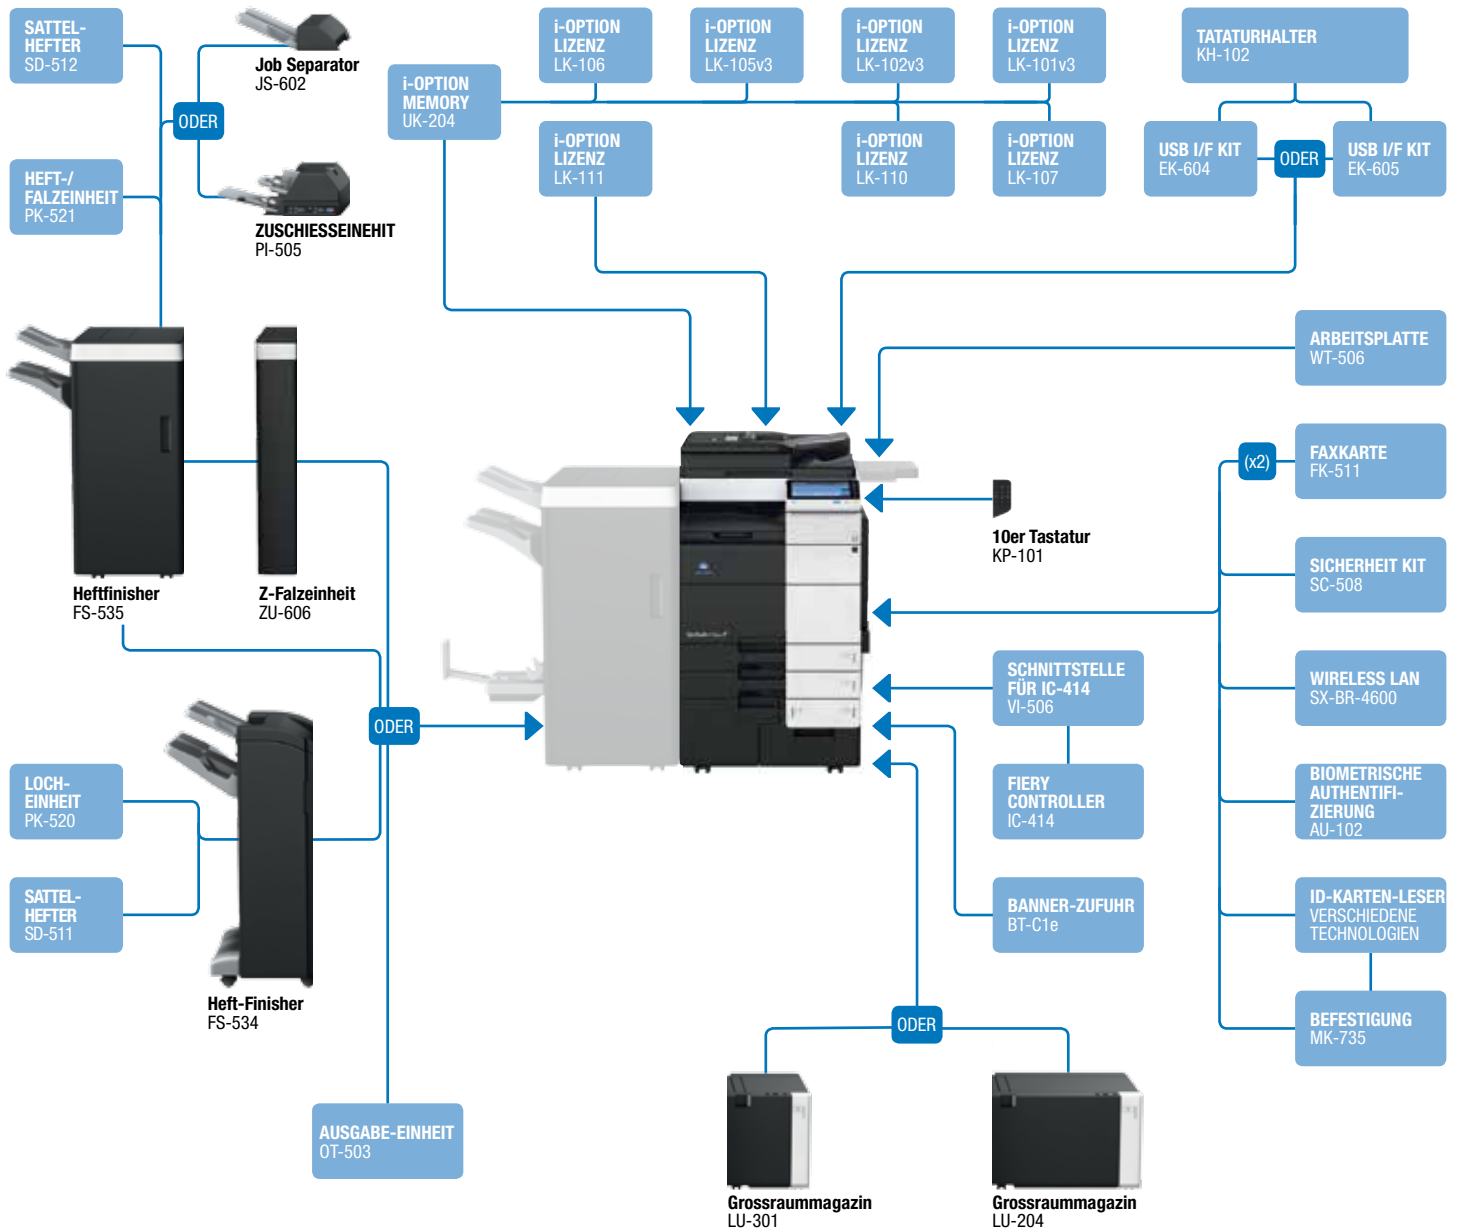 SATTEL-
HEFTER
SD-512
Job Separator
JS-602
ODER
HEFT-/
FALZEINHEIT
PK-521
ZUSCHIESSEINEHIT
PI-505
i-OPTION
MEMORY
UK-204
i-OPTION
LIZENZ
LK-106
i-OPTION
LIZENZ
LK-105v3
i-OPTION
LIZENZ
LK-102v3
i-OPTION
LIZENZ
LK-101v3
i-OPTION
LIZENZ
LK-111
i-OPTION
LIZENZ
LK-110
i-OPTION
LIZENZ
LK-107
TATATURHALTER
KH-102
USB I/F KIT
EK-604
ODER
USB I/F KIT
EK-605
ARBEITSPLATTE
WT-506
(x2)
FAXKARTE
FK-511
10er Tastatur
KP-101
SICHERHEIT KIT
SC-508
Heftfinisher
FS-535
Z-Falzeinheit
ZU-606
SCHNITTSTELLE
FÜR IC-414
VI-506
WIRELESS LAN
SX-BR-4600
ODER
LOCH-
EINHEIT
PK-520
FIERY
CONTROLLER
IC-414
BIOMETRISCHE
AUTHENTIFI-
ZIERUNG
AU-102
SATTEL-
HEFTER
SD-511
BANNER-ZUFUHR
BT-C1e
ID-KARTEN-LESER
VERSCHIEDENE
TECHNOLOGIEN
Heft-Finisher
FS-534
ODER
BEFESTIGUNG
MK-735
AUSGABE-EINHEIT
OT-503
Grossraummagazin
LU-301
Grossraummagazin
LU-204